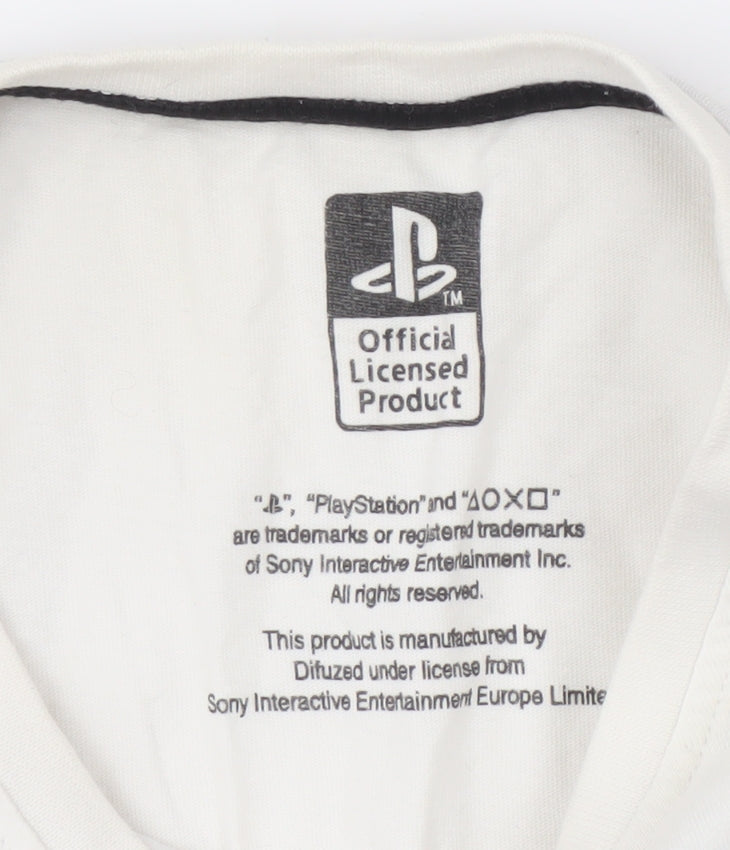 TM
Official
Licensed
Product
“PS”, “PlayStation” and “△○✕□”
are trademarks or registered trademarks
of Sony Interactive Entertainment Inc.
All rights reserved.
This product is manufactured by
Difuzed under license from
Sony Interactive Entertainment Europe Limite